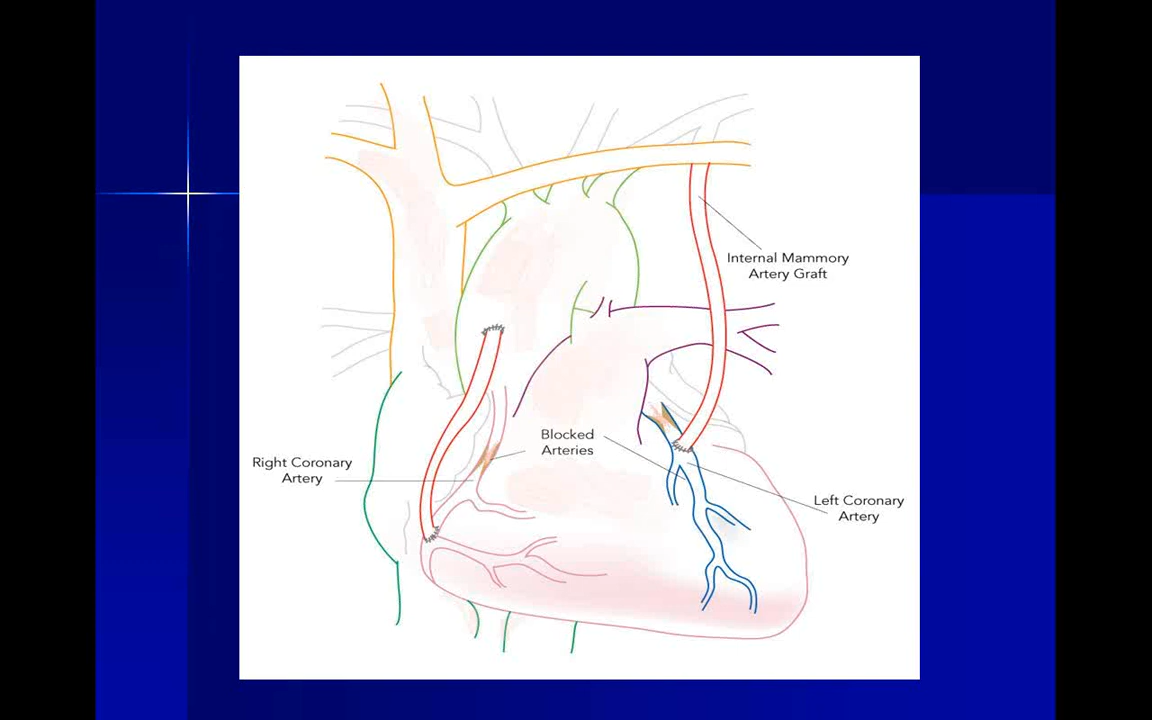 Internal Mammory
Artery Graft
Blocked
Arteries
Right Coronary
Artery
Left Coronary
Artery